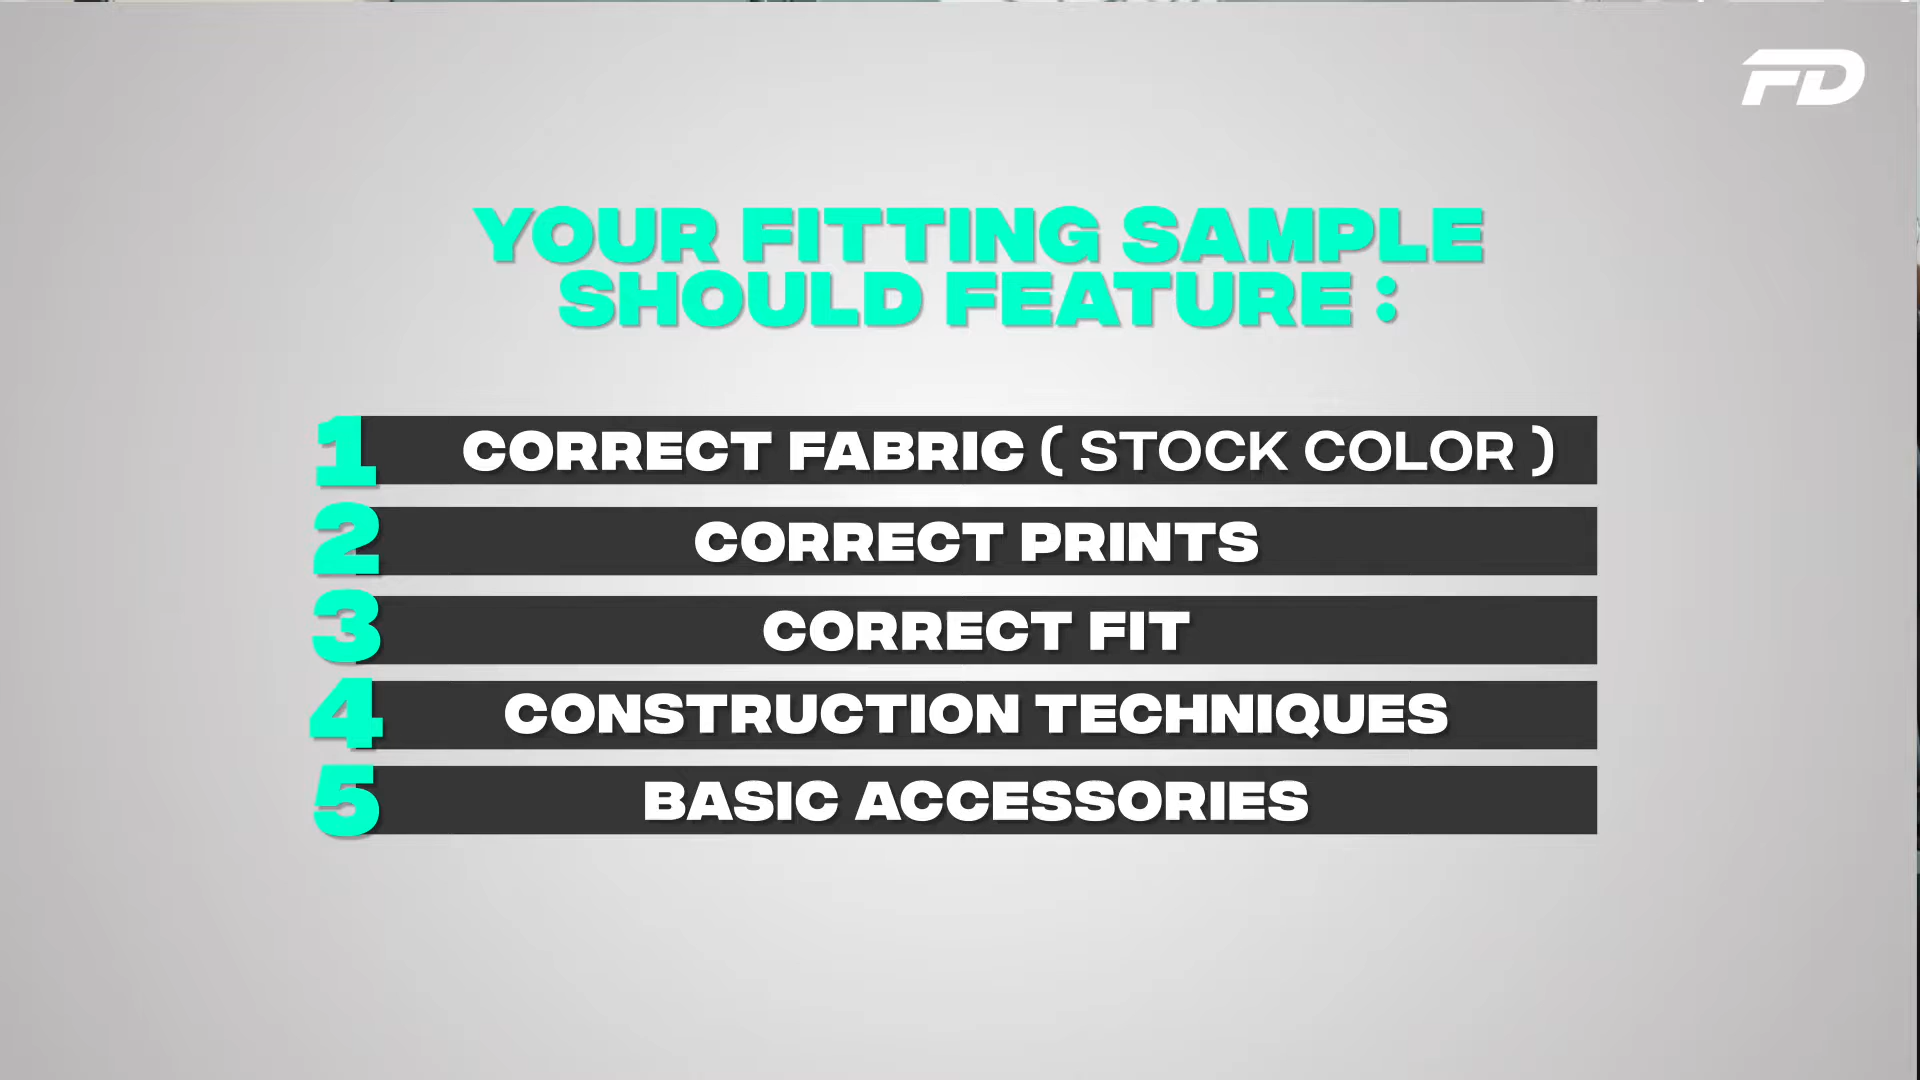 FD
YOUR FITTING SAMPLE
SHOULD FEATURE :
1 CORRECT FABRIC ( STOCK COLOR )
2 CORRECT PRINTS
3 CORRECT FIT
4 CONSTRUCTION TECHNIQUES
5 BASIC ACCESSORIES